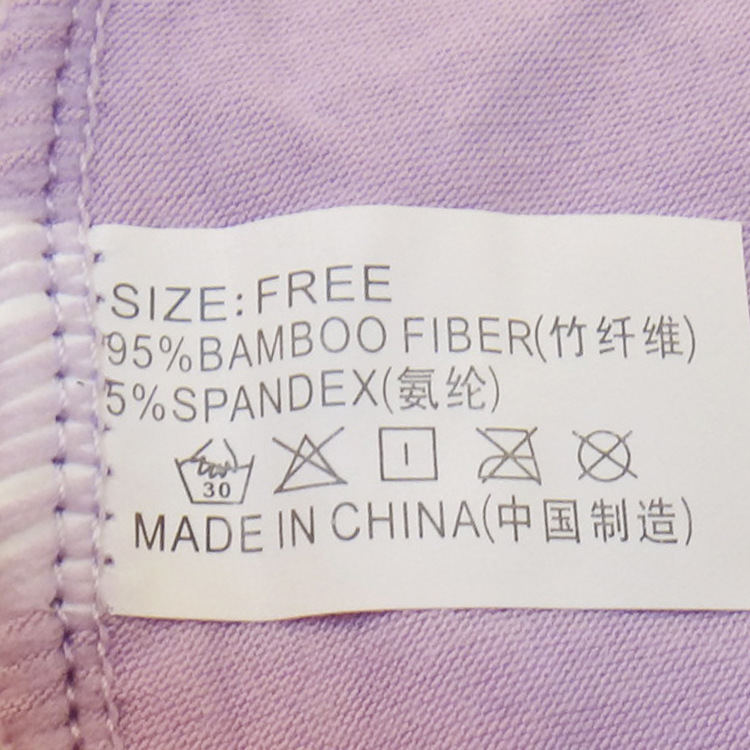 SIZE:FREE
95%BAMBOO FIBER(竹纤维)
5%SPANDEX(氨纶)
30
MADE IN CHINA(中国制造)